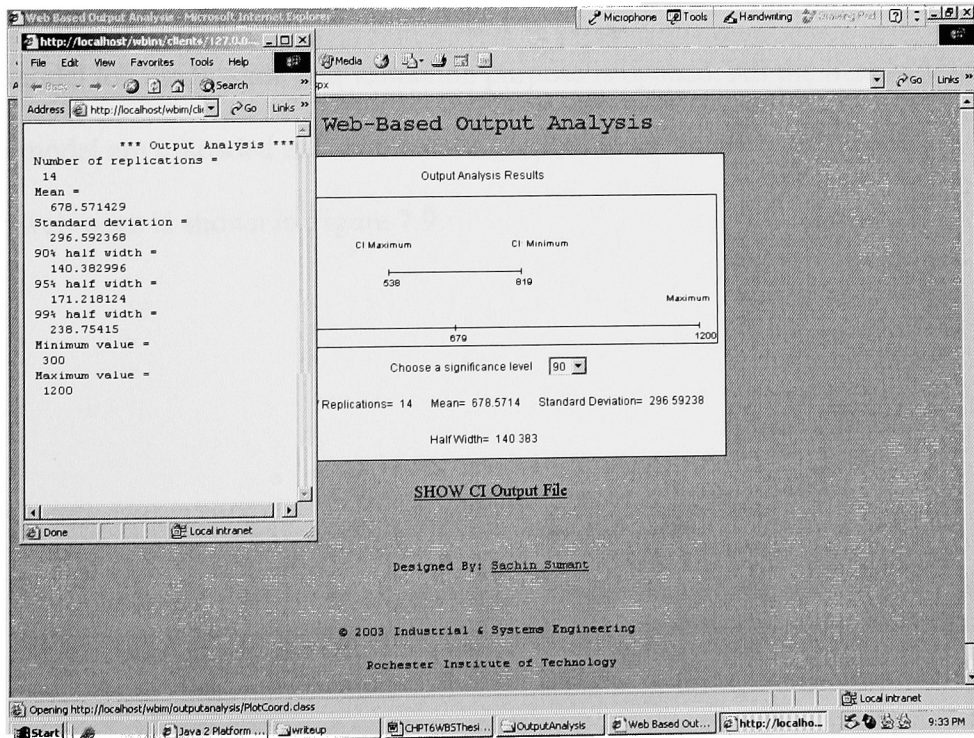 Web Based Output Analysis - Microsoft Internet Explorer
Microphone Tools Handwriting Drawing Pad
http://localhost/wbim/clients/127.0.0....
File Edit View Favorites Tools Help
Media
Back Search
Go Links
Address http://localhost/wbim/clie
Go Links
px
*** Output Analysis ***
Number of replications =
14
Mean =
678.571429
Standard deviation =
296.592368
90% half width =
140.382996
95% half width =
171.218124
99% half width =
238.75415
Minimum value =
300
Maximum value =
1200
Done Local intranet
Web-Based Output Analysis
Output Analysis Results
CI Maximum CI Minimum
538 819
Maximum
679 1200
Choose a significance level 90
Replications= 14 Mean= 678.5714 Standard Deviation= 296 59238
Half Width= 140 383
SHOW CI Output File
Designed By: Sachin Sumant
© 2003 Industrial & Systems Engineering
Rochester Institute of Technology
Opening http://localhost/wbim/outputanalysis/PlotCoord.class
Local intranet
Start Java 2 Platform ... writeup CHPT6WB5Thesi... OutputAnalysis Web Based Out... http://localho... 9:33 PM